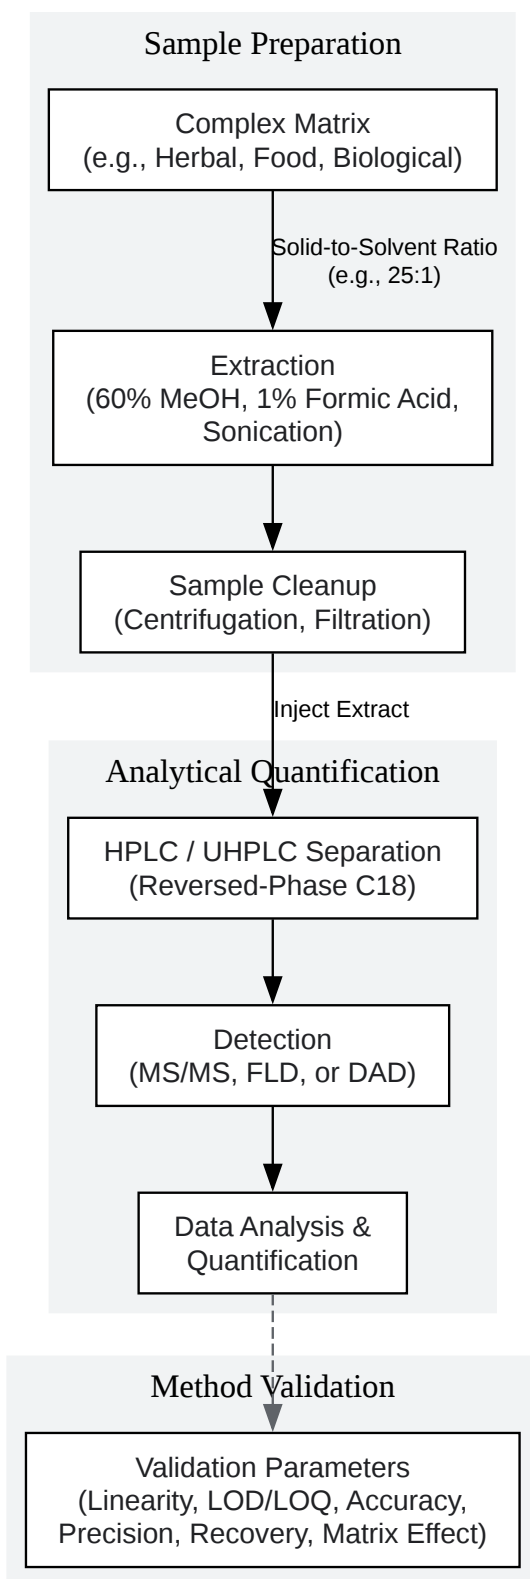 Sample Preparation
Complex Matrix
(e.g., Herbal, Food, Biological)
Solid-to-Solvent Ratio
(e.g., 25:1)
Extraction
(60% MeOH, 1% Formic Acid,
Sonication)
Sample Cleanup
(Centrifugation, Filtration)
Inject Extract
Analytical Quantification
HPLC / UHPLC Separation
(Reversed-Phase C18)
Detection
(MS/MS, FLD, or DAD)
Data Analysis &
Quantification
Method Validation
Validation Parameters
(Linearity, LOD/LOQ, Accuracy,
Precision, Recovery, Matrix Effect)